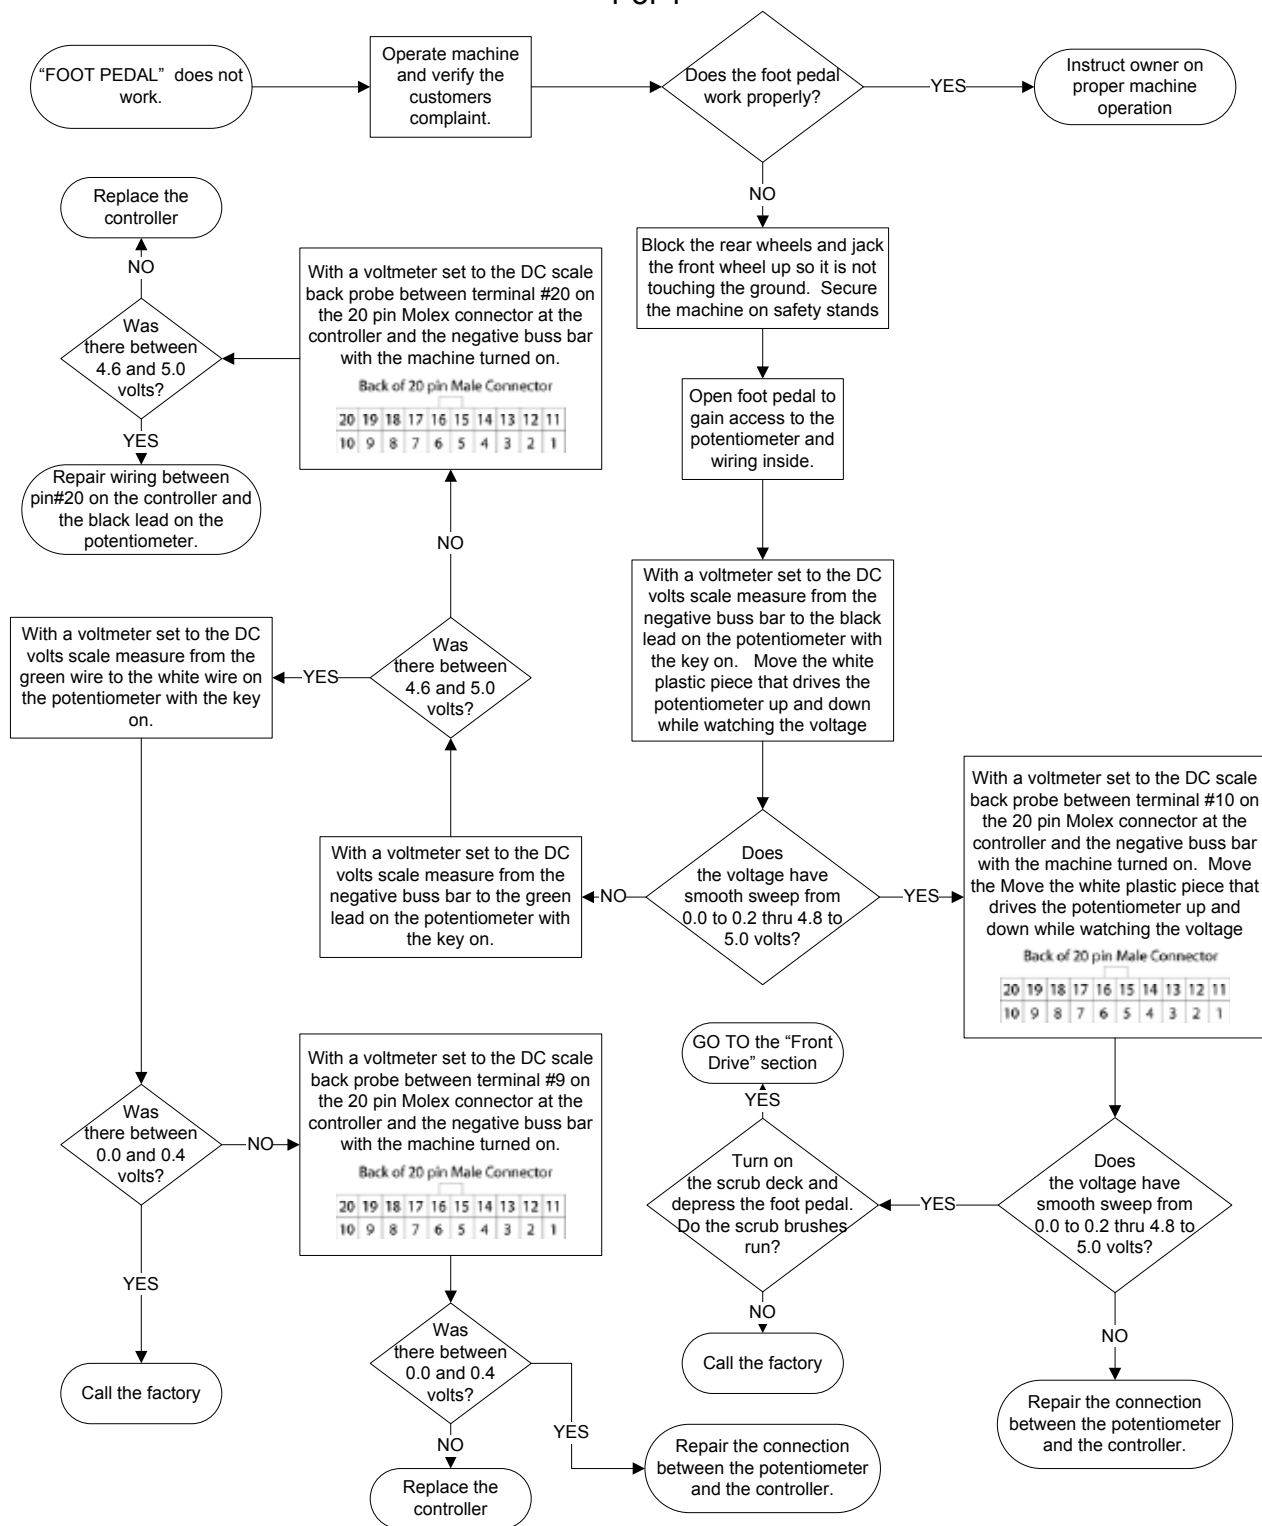 “FOOT PEDAL” does not
work.
Operate machine
and verify the
customers
complaint.
Does the foot pedal
work properly?
YES
Instruct owner on
proper machine
operation
NO
Block the rear wheels and jack
the front wheel up so it is not
touching the ground. Secure
the machine on safety stands
Open foot pedal to
gain access to the
potentiometer and
wiring inside.
With a voltmeter set to the DC
volts scale measure from the
negative buss bar to the black
lead on the potentiometer with
the key on. Move the white
plastic piece that drives the
potentiometer up and down
while watching the voltage
Does
the voltage have
smooth sweep from
0.0 to 0.2 thru 4.8 to
5.0 volts?
NO
YES
With a voltmeter set to the DC
volts scale measure from the
negative buss bar to the green
lead on the potentiometer with
the key on.
Was
there between
4.6 and 5.0
volts?
NO
YES
With a voltmeter set to the DC scale
back probe between terminal #20 on
the 20 pin Molex connector at the
controller and the negative buss bar
with the machine turned on.
Back of 20 pin Male Connector
20 19 18 17 16 15 14 13 12 11
10 9 8 7 6 5 4 3 2 1
Was
there between
4.6 and 5.0
volts?
NO
Replace the
controller
YES
Repair wiring between
pin#20 on the controller and
the black lead on the
potentiometer.
With a voltmeter set to the DC
volts scale measure from the
green wire to the white wire on
the potentiometer with the key
on.
Was
there between
0.0 and 0.4
volts?
YES
Call the factory
NO
With a voltmeter set to the DC scale
back probe between terminal #9 on
the 20 pin Molex connector at the
controller and the negative buss bar
with the machine turned on.
Back of 20 pin Male Connector
20 19 18 17 16 15 14 13 12 11
10 9 8 7 6 5 4 3 2 1
Was
there between
0.0 and 0.4
volts?
NO
Replace the
controller
YES
Repair the connection
between the potentiometer
and the controller.
With a voltmeter set to the DC scale
back probe between terminal #10 on
the 20 pin Molex connector at the
controller and the negative buss bar
with the machine turned on. Move
the Move the white plastic piece that
drives the potentiometer up and
down while watching the voltage
Back of 20 pin Male Connector
20 19 18 17 16 15 14 13 12 11
10 9 8 7 6 5 4 3 2 1
Does
the voltage have
smooth sweep from
0.0 to 0.2 thru 4.8 to
5.0 volts?
YES
NO
Repair the connection
between the potentiometer
and the controller.
Turn on
the scrub deck and
depress the foot pedal.
Do the scrub brushes
run?
YES
GO TO the “Front
Drive” section
NO
Call the factory